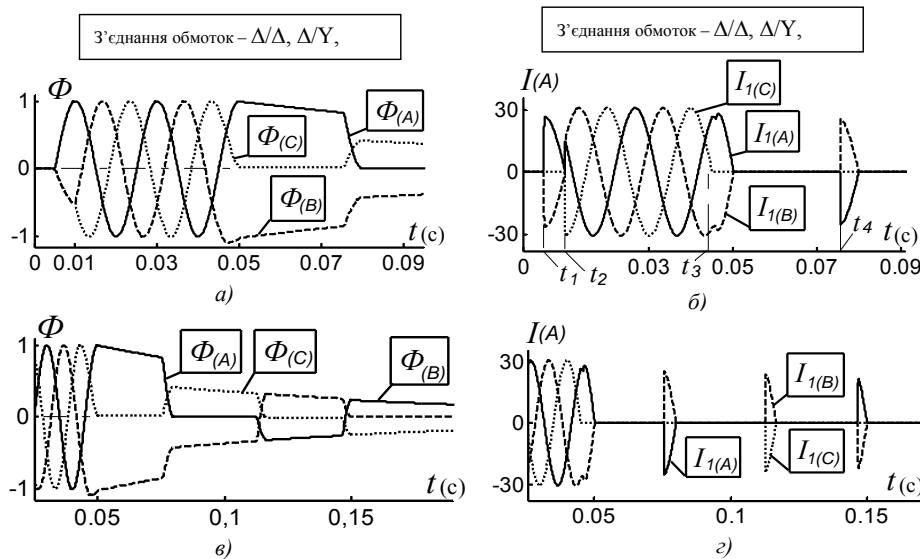 З’єднання обмоток – Δ/Δ, Δ/Y,
З’єднання обмоток – Δ/Δ, Δ/Y,
Φ
1
0
-1
Φ(A)
Φ(C)
Φ(B)
t(с)
0 0.01 0.03 0.05 0.07 0.09
а)
I(A)
30
0
-30
I1(C)
I1(A)
I1(B)
t1 t2 t3 t4 t(с)
0 0.01 0.03 0.05 0.07 0.09
б)
Φ
1
0
-1
Φ(A) Φ(C) Φ(B)
t(с)
0.05 0,1 0,15
в)
I(A)
30
0
-30
I1(B)
I1(A) I1(C)
t(с)
0.05 0.1 0.15
г)